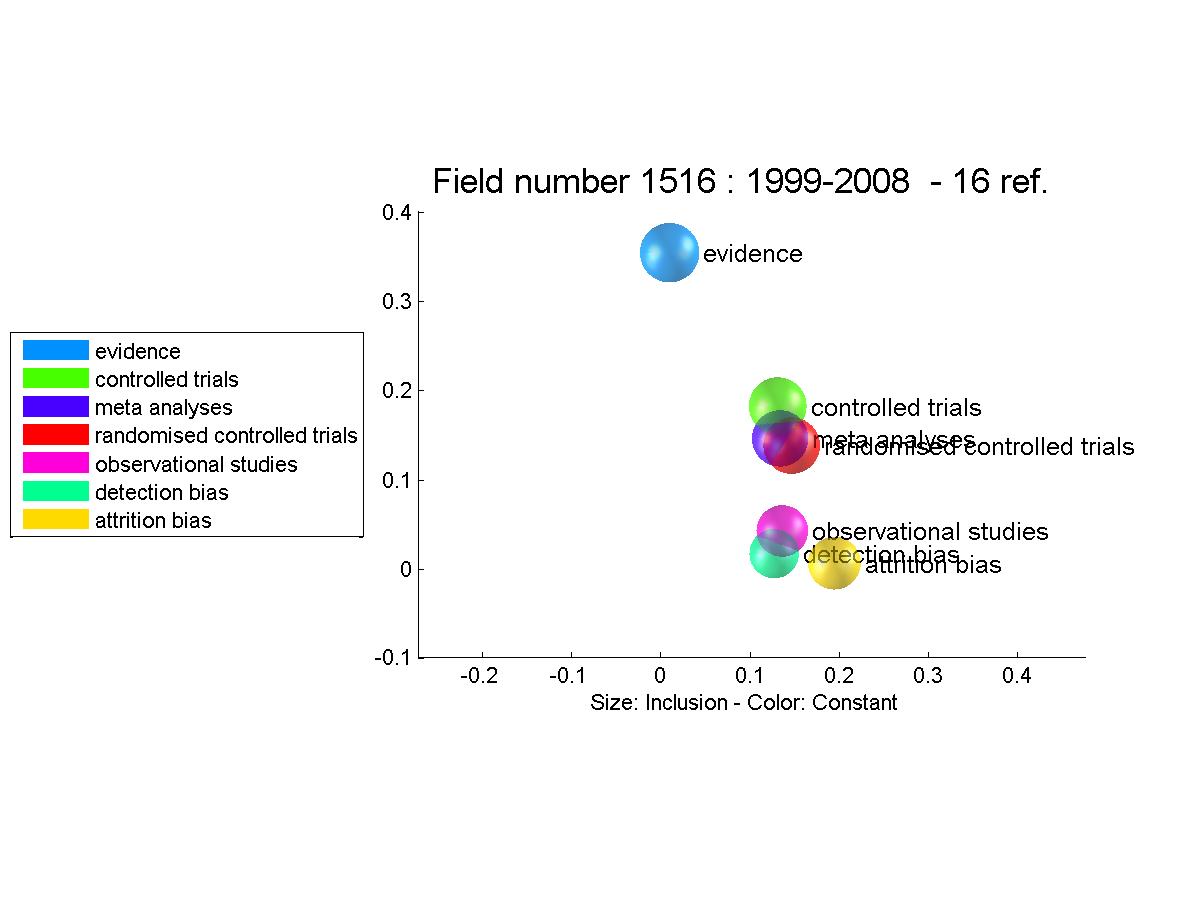 Field number 1516 : 1999-2008 - 16 ref.
0.4
0.3
0.2
0.1
0
-0.1
-0.2
-0.1
0
0.1
0.2
0.3
0.4
Size: Inclusion - Color: Constant
evidence
controlled trials
meta analyses
randomised controlled trials
observational studies
detection bias
attrition bias
evidence
controlled trials
meta analyses
randomised controlled trials
observational studies
detection bias
attrition bias